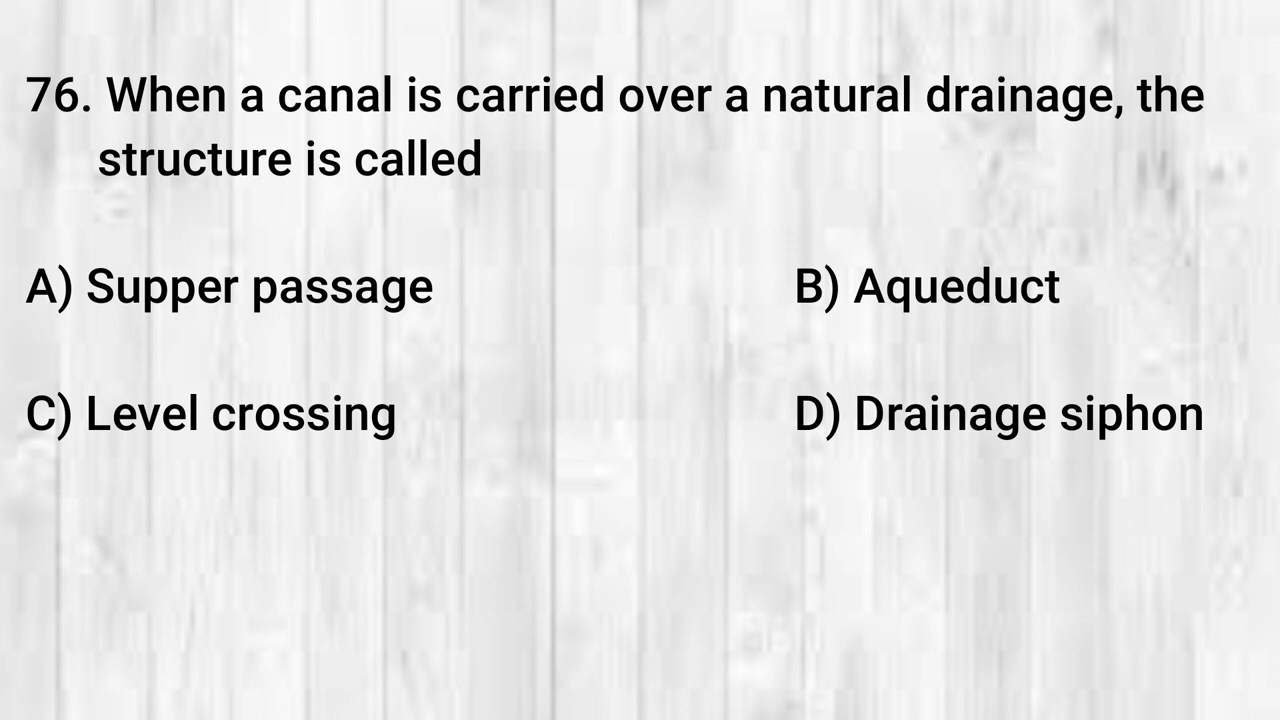 76. When a canal is carried over a natural drainage, the
structure is called
A) Supper passage
B) Aqueduct
C) Level crossing
D) Drainage siphon